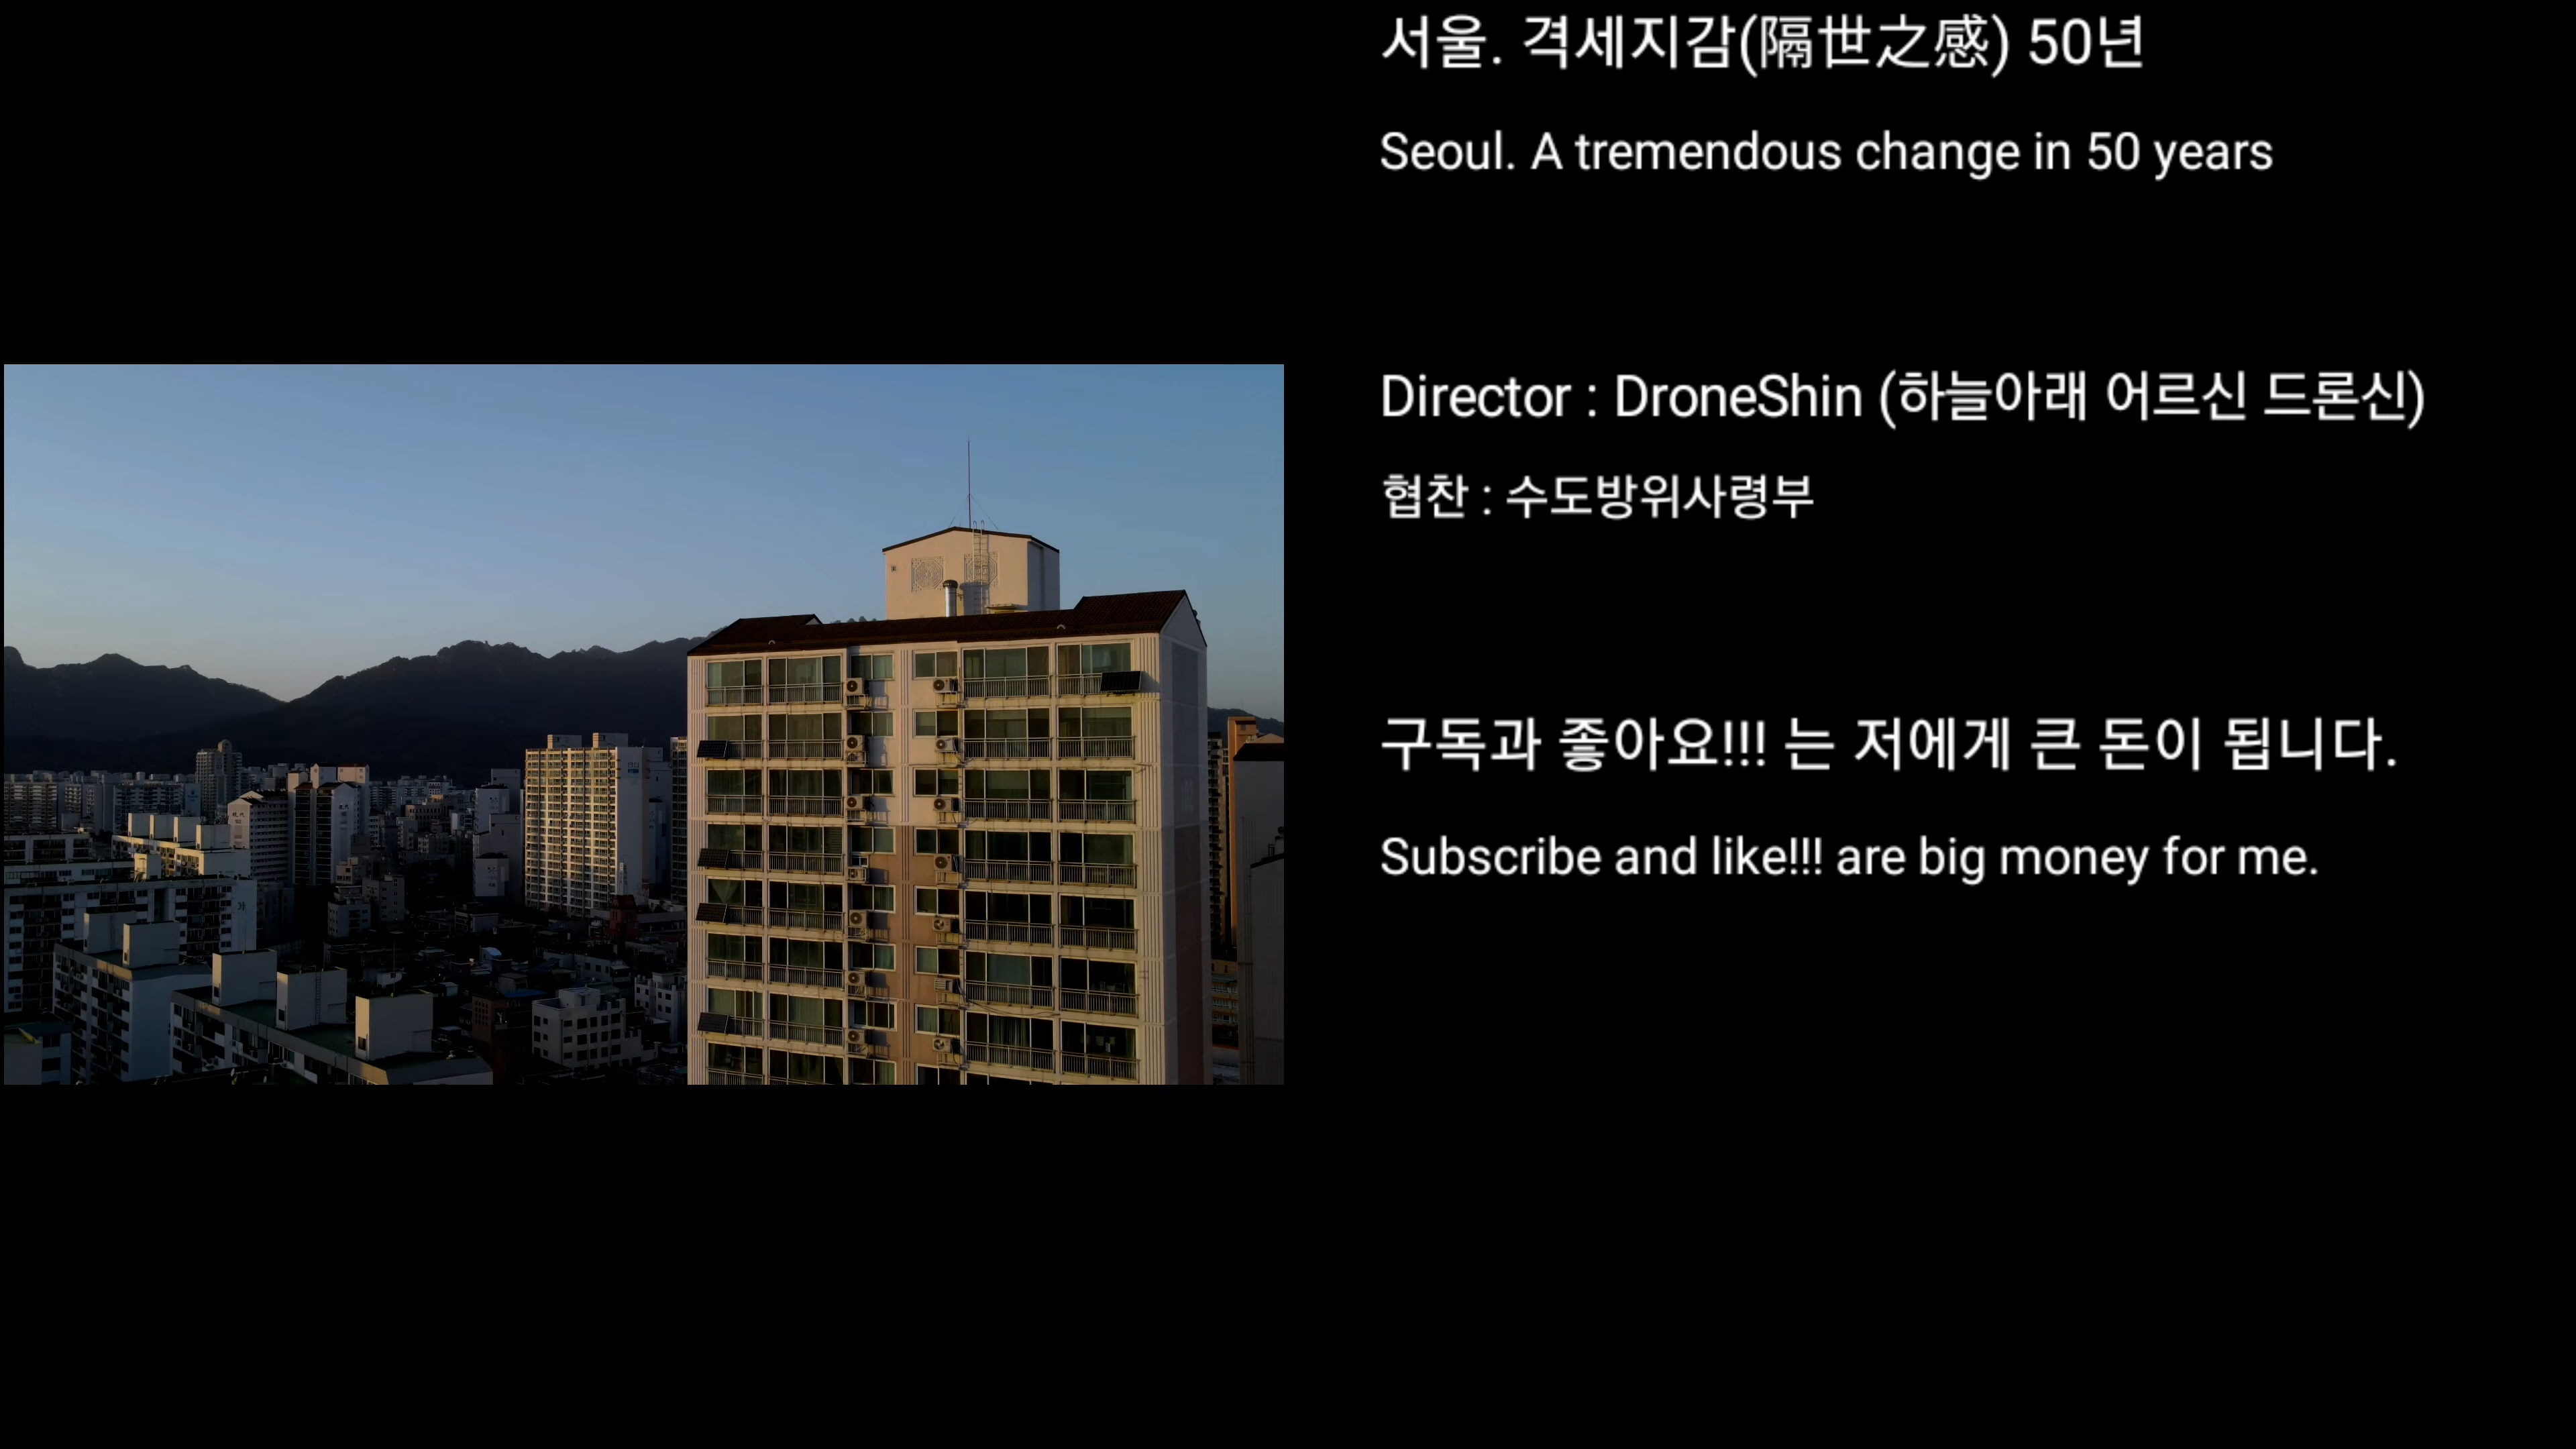 서울. 격세지감(隔世之感) 50년
Seoul. A tremendous change in 50 years
Director : DroneShin (하늘아래 어르신 드론신)
협찬 : 수도방위사령부
구독과 좋아요!!! 는 저에게 큰 돈이 됩니다.
Subscribe and like!!! are big money for me.